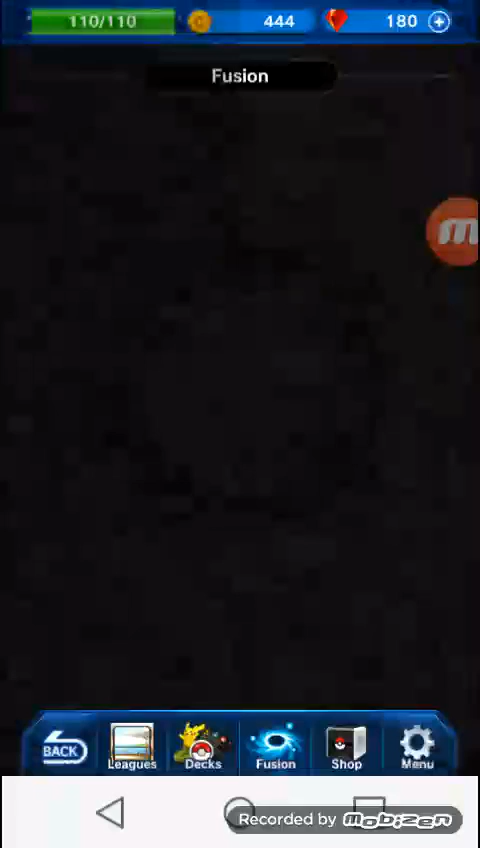 110/110
444
180
Fusion
BACK
Leagues
Decks
Fusion
Shop
Menu
Recorded by mobizen